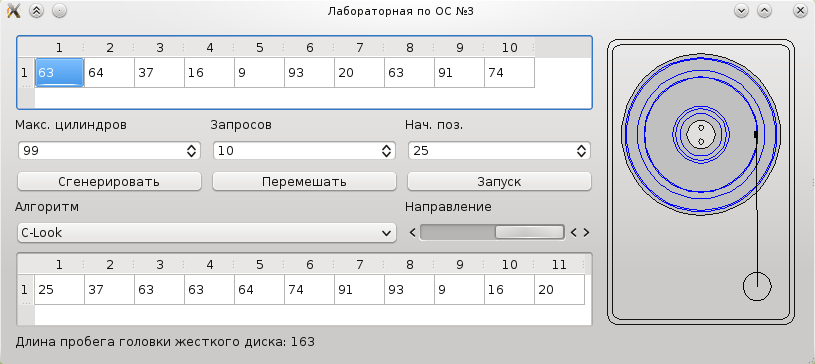 Лабораторная по ОС №3
1 2 3 4 5 6 7 8 9 10
1 63 64 37 16 9 93 20 63 91 74
Макс. цилиндров Запросов Нач. поз.
99 10 25
Сгенерировать Перемешать Запуск
Алгоритм Направление
C-Look
1 2 3 4 5 6 7 8 9 10 11
1 25 37 63 63 64 74 91 93 9 16 20
Длина пробега головки жесткого диска: 163